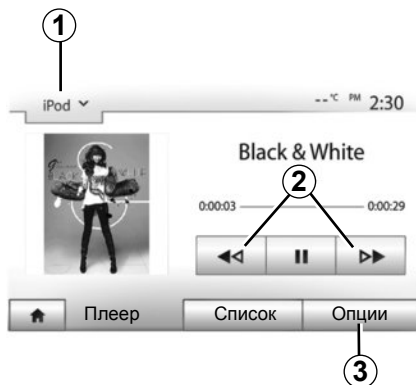 1
iPod
--°C PM 2:30
Black & White
2
0:00:03 0:00:29
Плеер Список Опции
3